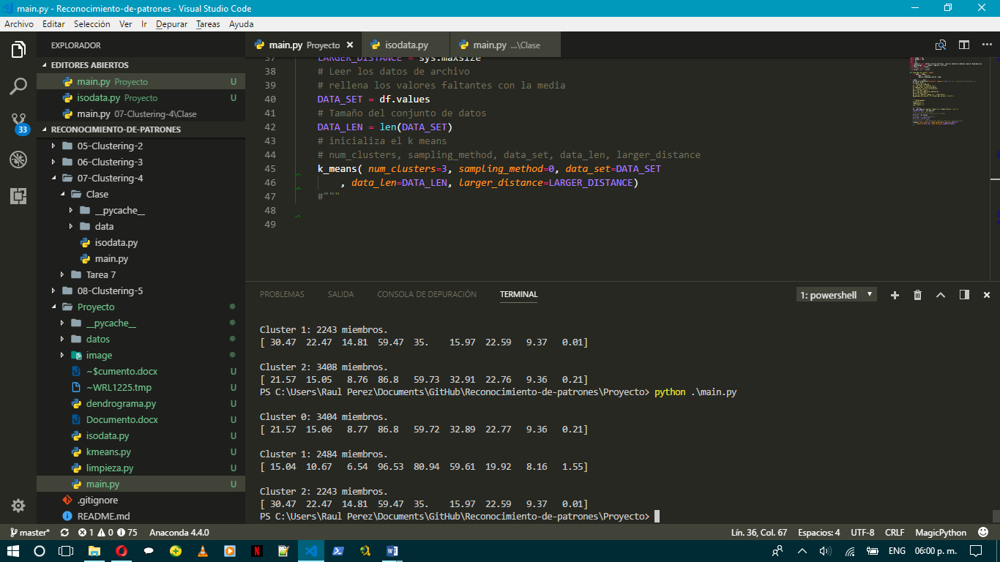 main.py - Reconocimiento-de-patrones - Visual Studio Code
Archivo Editar Selección Ver Ir Depurar Tareas Ayuda
EXPLORADOR
EDITORES ABIERTOS
main.py Proyecto U
isodata.py Proyecto U
main.py 07-Clustering-4\Clase
33
RECONOCIMIENTO-DE-PATRONES
05-Clustering-2
06-Clustering-3
07-Clustering-4
Clase
__pycache__
data
isodata.py
main.py
Tarea 7
08-Clustering-5
Proyecto
__pycache__
datos
image
~$cumento.docx U
~WRL1225.tmp U
dendrograma.py U
Documento.docx U
isodata.py U
kmeans.py U
limpieza.py U
main.py U
.gitignore
README.md
main.py Proyecto
isodata.py
main.py ...\Clase
37 LARGER_DISTANCE = sys.maxsize
38 # Leer los datos de archivo
39 # rellena los valores faltantes con la media
40 DATA_SET = df.values
41 # Tamaño del conjunto de datos
42 DATA_LEN = len(DATA_SET)
43 # inicializa el k means
44 # num_clusters, sampling_method, data_set, data_len, larger_distance
45 k_means( num_clusters=3, sampling_method=0, data_set=DATA_SET
46 , data_len=DATA_LEN, larger_distance=LARGER_DISTANCE)
47 #"""
48
49
PROBLEMAS SALIDA CONSOLA DE DEPURACIÓN TERMINAL
1: powershell
Cluster 1: 2243 miembros.
[ 30.47 22.47 14.81 59.47 35. 15.97 22.59 9.37 0.01]
Cluster 2: 3408 miembros.
[ 21.57 15.05 8.76 86.8 59.73 32.91 22.76 9.36 0.21]
PS C:\Users\Raul Perez\Documents\GitHub\Reconocimiento-de-patrones\Proyecto> python .\main.py
Cluster 0: 3404 miembros.
[ 21.57 15.06 8.77 86.8 59.72 32.89 22.77 9.36 0.21]
Cluster 1: 2484 miembros.
[ 15.04 10.67 6.54 96.53 80.94 59.61 19.92 8.16 1.55]
Cluster 2: 2243 miembros.
[ 30.47 22.47 14.81 59.47 35. 15.97 22.59 9.37 0.01]
PS C:\Users\Raul Perez\Documents\GitHub\Reconocimiento-de-patrones\Proyecto>
master* 1 0 75 Anaconda 4.4.0 Lín. 36, Col. 67 Espacios: 4 UTF-8 CRLF MagicPython
ENG 06:00 p. m.